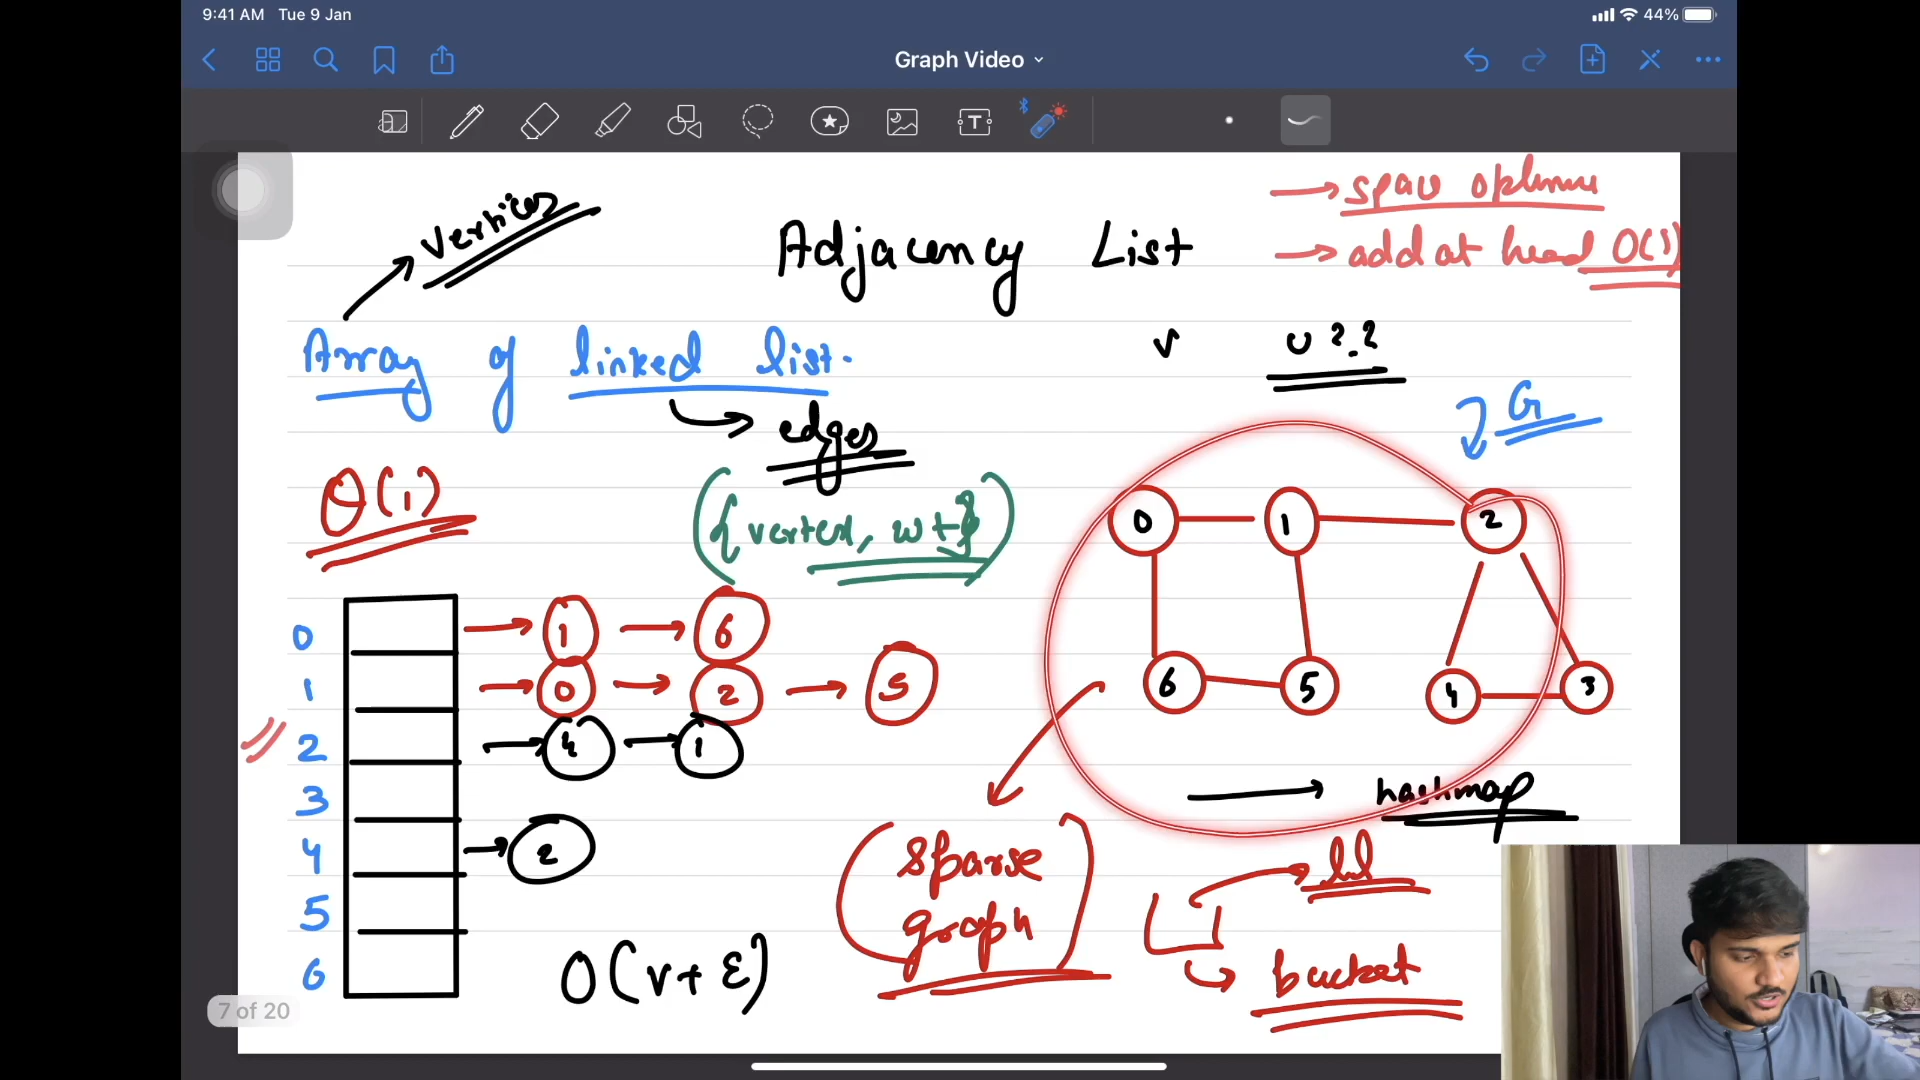 9:41 AM Tue 9 Jan
44%
Graph Video
T
Vertices
Adjacency List
→ add at head O(1)
Array of linked list.
v
u ??
G
edges
θ(1)
({vertex, wt})
0 → 1 → 6
1 → 0 → 2 → 5
2 → 4 → 1
3
4 → 2
5
6
0 1 2
6 5 4 3
→ hashmap
(sparse
graph)
→ ll
bucket
O(v+E)
7 of 20